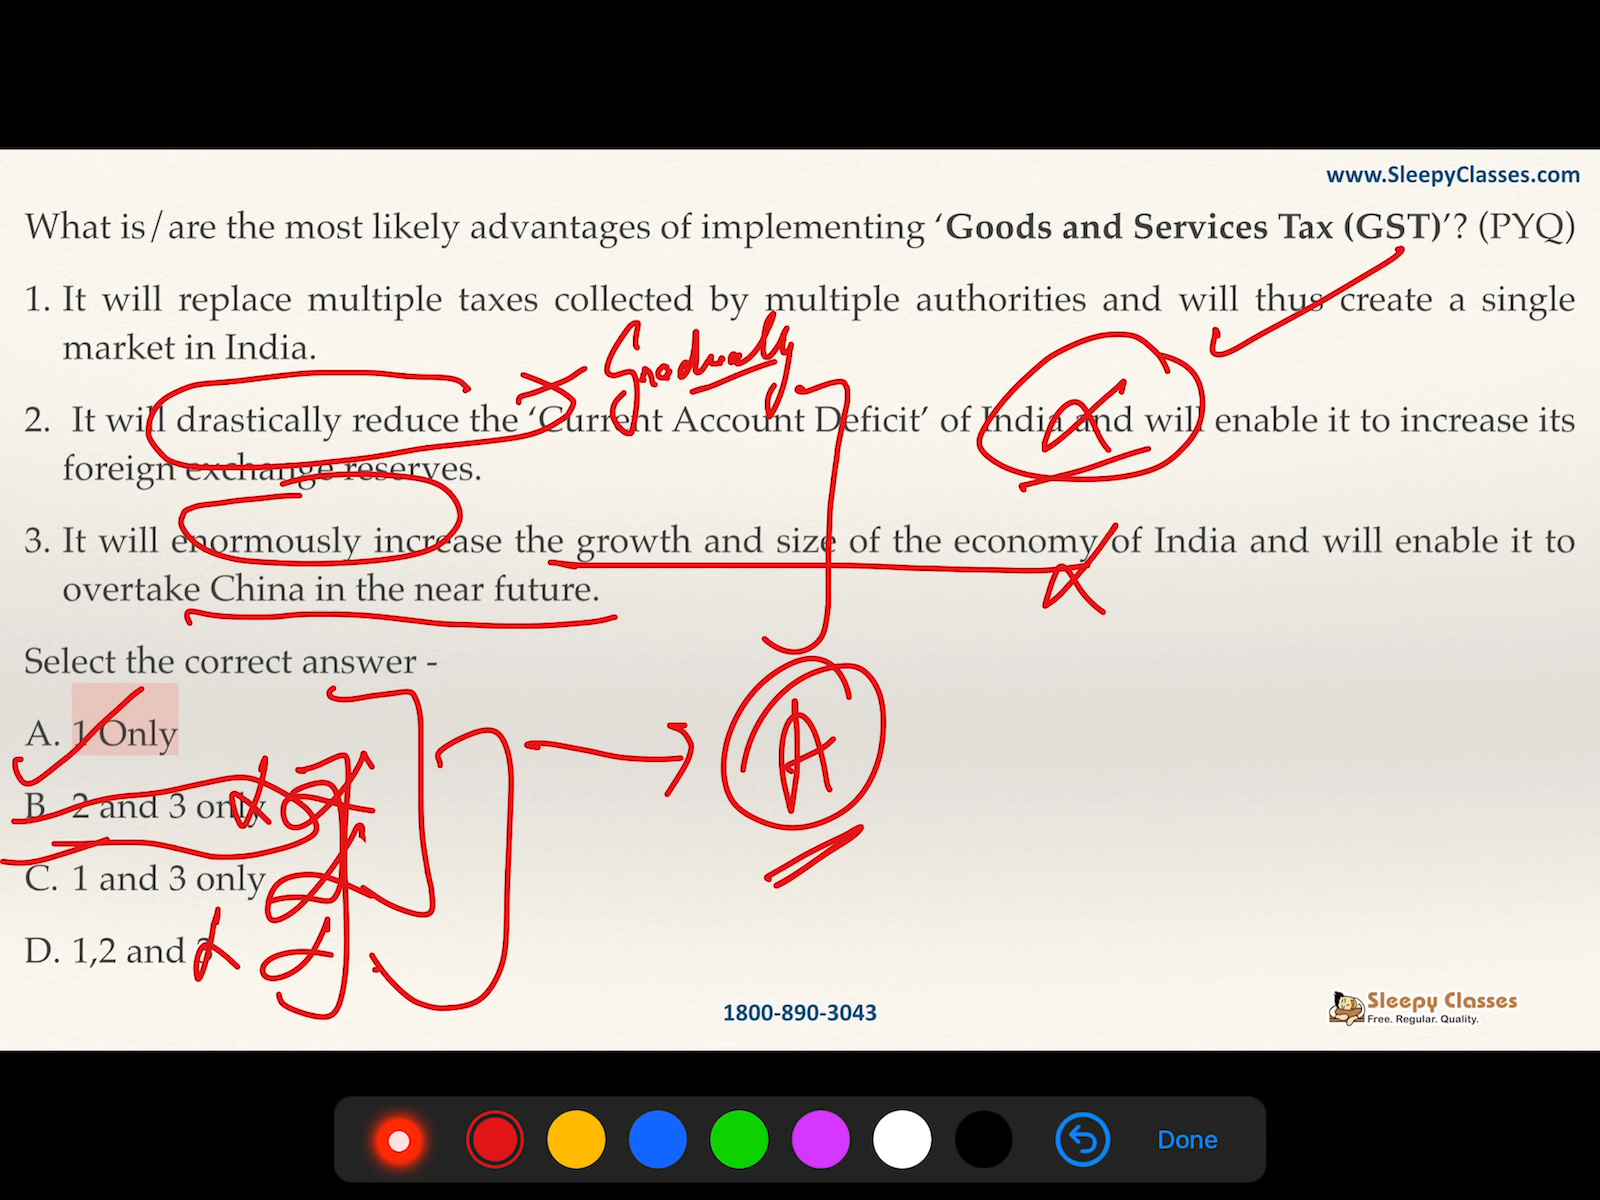 www.SleepyClasses.com
What is/are the most likely advantages of implementing ‘Goods and Services Tax (GST)’? (PYQ)
1. It will replace multiple taxes collected by multiple authorities and will thus create a single
market in India.
Gradually
2. It will drastically reduce the ‘Current Account Deficit’ of India and will enable it to increase its
foreign exchange reserves.
3. It will enormously increase the growth and size of the economy of India and will enable it to
overtake China in the near future.
Select the correct answer -
A. 1 Only
A
B. 2 and 3 only
C. 1 and 3 only
D. 1,2 and 3
1800-890-3043
Sleepy Classes
Free. Regular. Quality.
Done